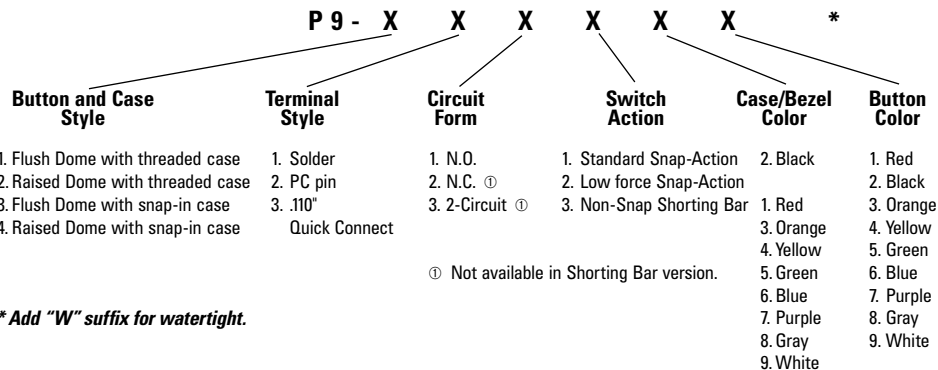 P 9 - X X X X X X *
Button and Case Style
Terminal Style
Circuit Form
Switch Action
Case/Bezel Color
Button Color
1. Flush Dome with threaded case
2. Raised Dome with threaded case
3. Flush Dome with snap-in case
4. Raised Dome with snap-in case
1. Solder
2. PC pin
3. .110"
Quick Connect
1. N.O.
2. N.C. ①
3. 2-Circuit ①
1. Standard Snap-Action
2. Low force Snap-Action
3. Non-Snap Shorting Bar
① Not available in Shorting Bar version.
2. Black
1. Red
3. Orange
4. Yellow
5. Green
6. Blue
7. Purple
8. Gray
9. White
1. Red
2. Black
3. Orange
4. Yellow
5. Green
6. Blue
7. Purple
8. Gray
9. White
* Add "W" suffix for watertight.